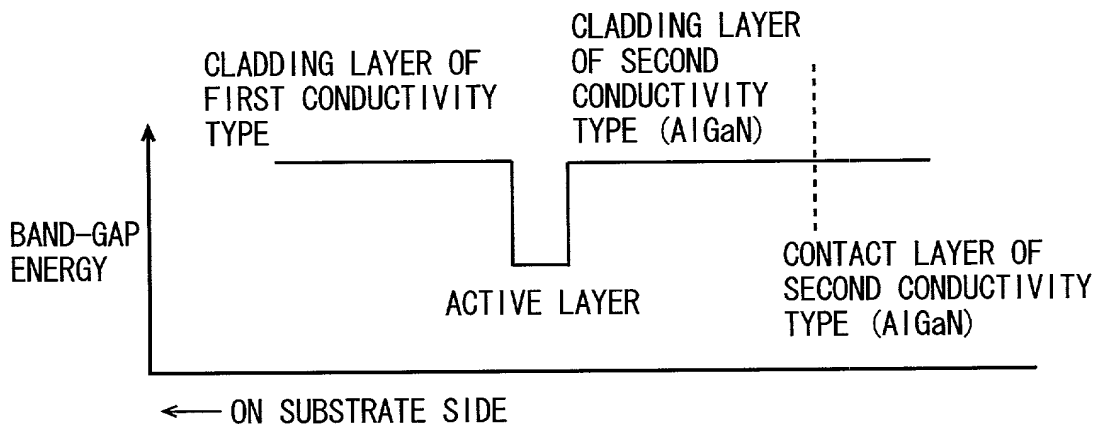 CLADDING LAYER OF
FIRST CONDUCTIVITY
TYPE
CLADDING LAYER
OF SECOND
CONDUCTIVITY
TYPE (AlGaN)
BAND-GAP
ENERGY
ACTIVE LAYER
CONTACT LAYER OF
SECOND CONDUCTIVITY
TYPE (AlGaN)
ON SUBSTRATE SIDE